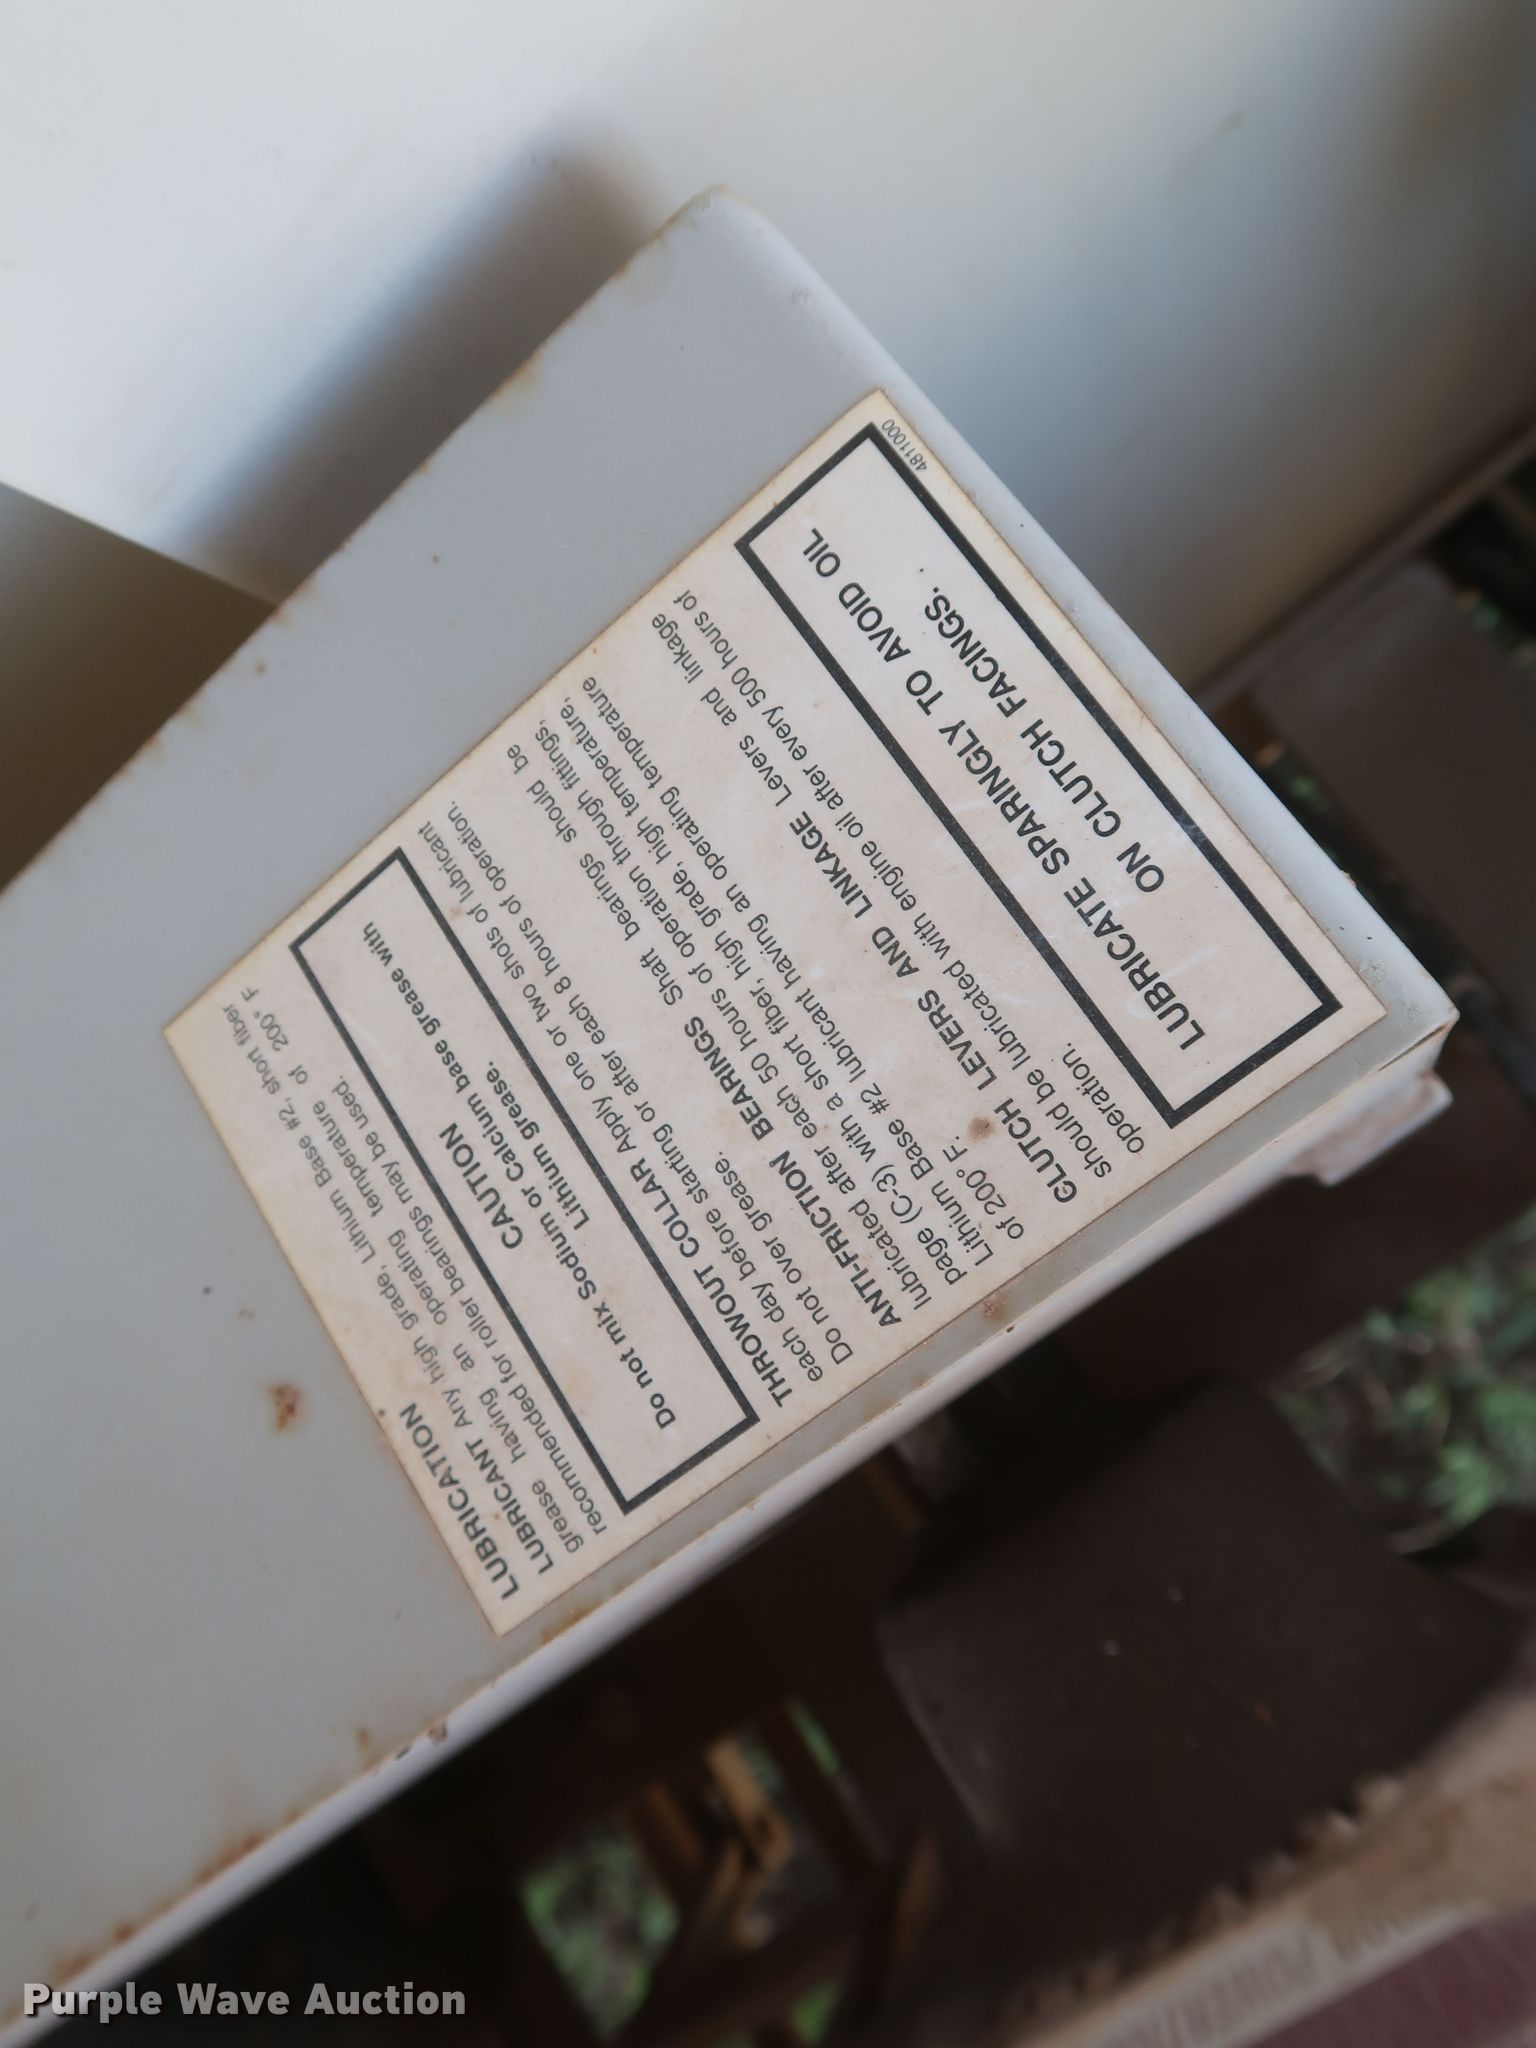 LUBRICATION
LUBRICANT Any high grade, Lithium Base #2, short fiber
grease having an operating temperature of 200° F
recommended for roller bearings may be used.
CAUTION
Do not mix Sodium or Calcium base grease with
Lithium grease.
THROWOUT COLLAR Apply one or two shots of lubricant
each day before starting or after each 8 hours of operation.
Do not over grease.
ANTI-FRICTION BEARINGS Shaft bearings should be
lubricated after each 50 hours of operation through fittings,
page (C-3) with a short fiber, high grade, high temperature,
Lithium Base #2 lubricant having an operating temperature
of 200° F.
CLUTCH LEVERS AND LINKAGE Levers and linkage
should be lubricated with engine oil after every 500 hours of
operation.
LUBRICATE SPARINGLY TO AVOID OIL
ON CLUTCH FACINGS.
4811000
Purple Wave Auction